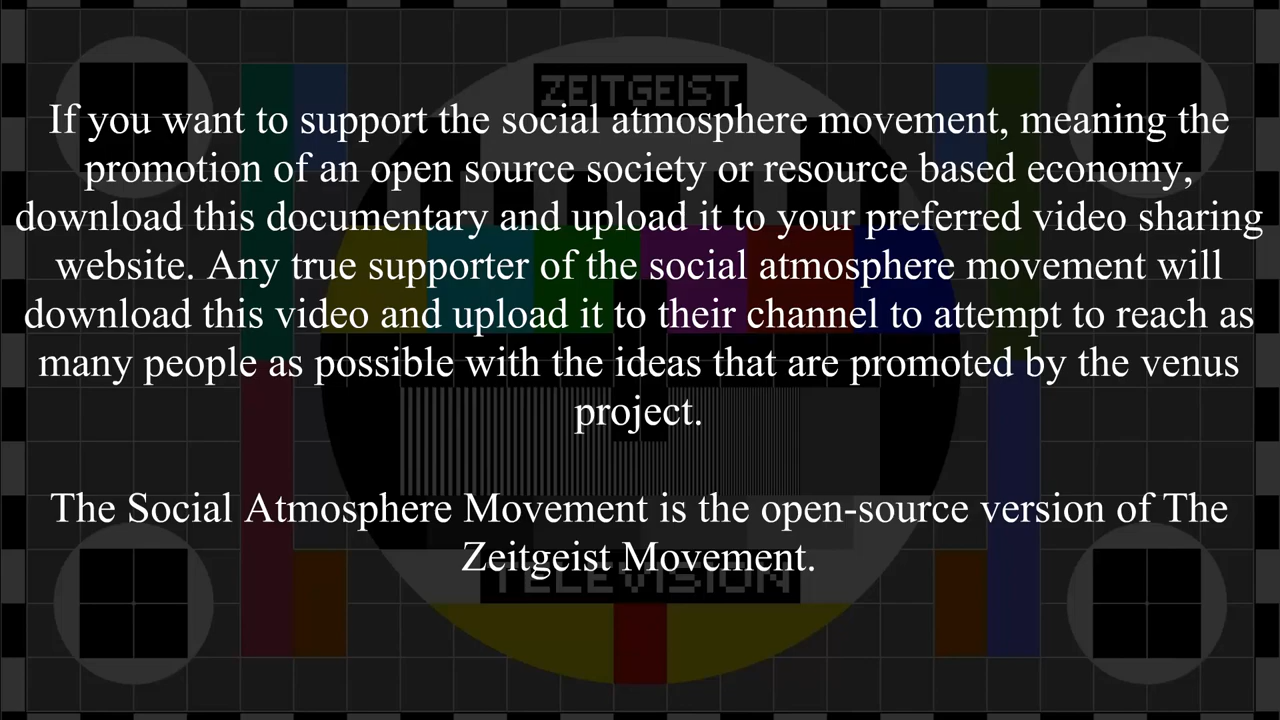 ZEITGEIST
If you want to support the social atmosphere movement, meaning the
promotion of an open source society or resource based economy,
download this documentary and upload it to your preferred video sharing
website. Any true supporter of the social atmosphere movement will
download this video and upload it to their channel to attempt to reach as
many people as possible with the ideas that are promoted by the venus
project.
The Social Atmosphere Movement is the open-source version of The
Zeitgeist Movement.
TELEVISION